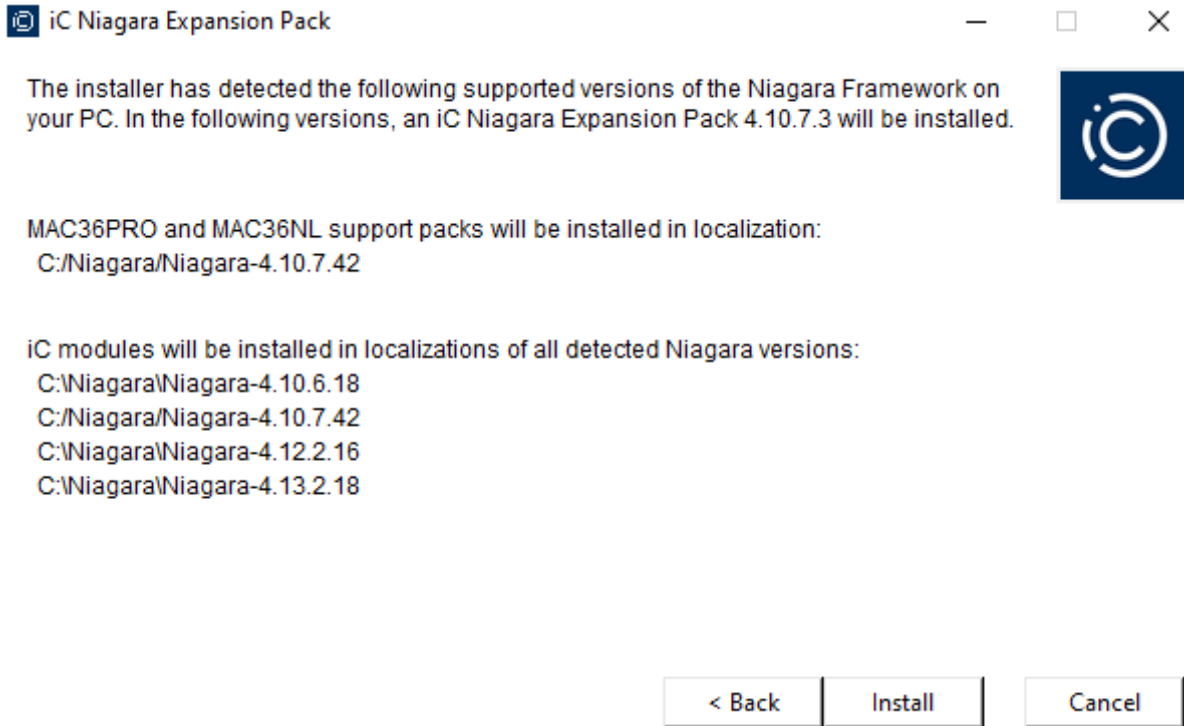 iC Niagara Expansion Pack
The installer has detected the following supported versions of the Niagara Framework on
your PC. In the following versions, an iC Niagara Expansion Pack 4.10.7.3 will be installed.
iC
MAC36PRO and MAC36NL support packs will be installed in localization:
C:/Niagara/Niagara-4.10.7.42
iC modules will be installed in localizations of all detected Niagara versions:
C:\Niagara\Niagara-4.10.6.18
C:/Niagara/Niagara-4.10.7.42
C:\Niagara\Niagara-4.12.2.16
C:\Niagara\Niagara-4.13.2.18
< Back Install Cancel